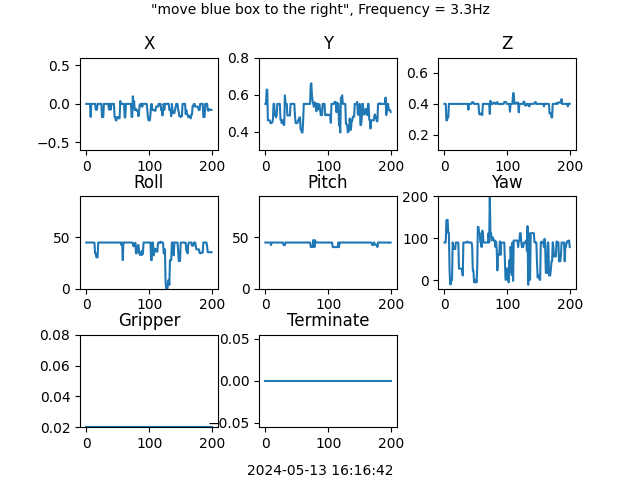 "move blue box to the right", Frequency = 3.3Hz
X Y Z
0.5 0.8 0.6
0.0 0.6 0.4
−0.5 0.4 0.2
0 100 200 0 100 200 0 100 200
Roll Pitch Yaw
50 50 200
0 0 100
0
0 100 200 0 100 200 0 100 200
Gripper Terminate
0.08 0.05
0.06 0.00
0.04 −0.05
0.02
0 100 200 0 100 200
2024-05-13 16:16:42